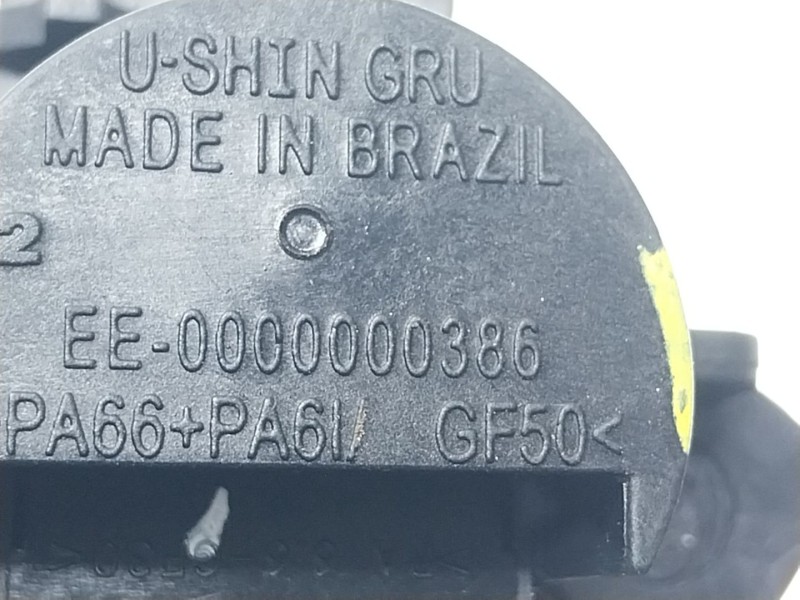 U-SHIN GRU
MADE IN BRAZIL
2
EE-0000000386
PA66+PA6I/ GF50<